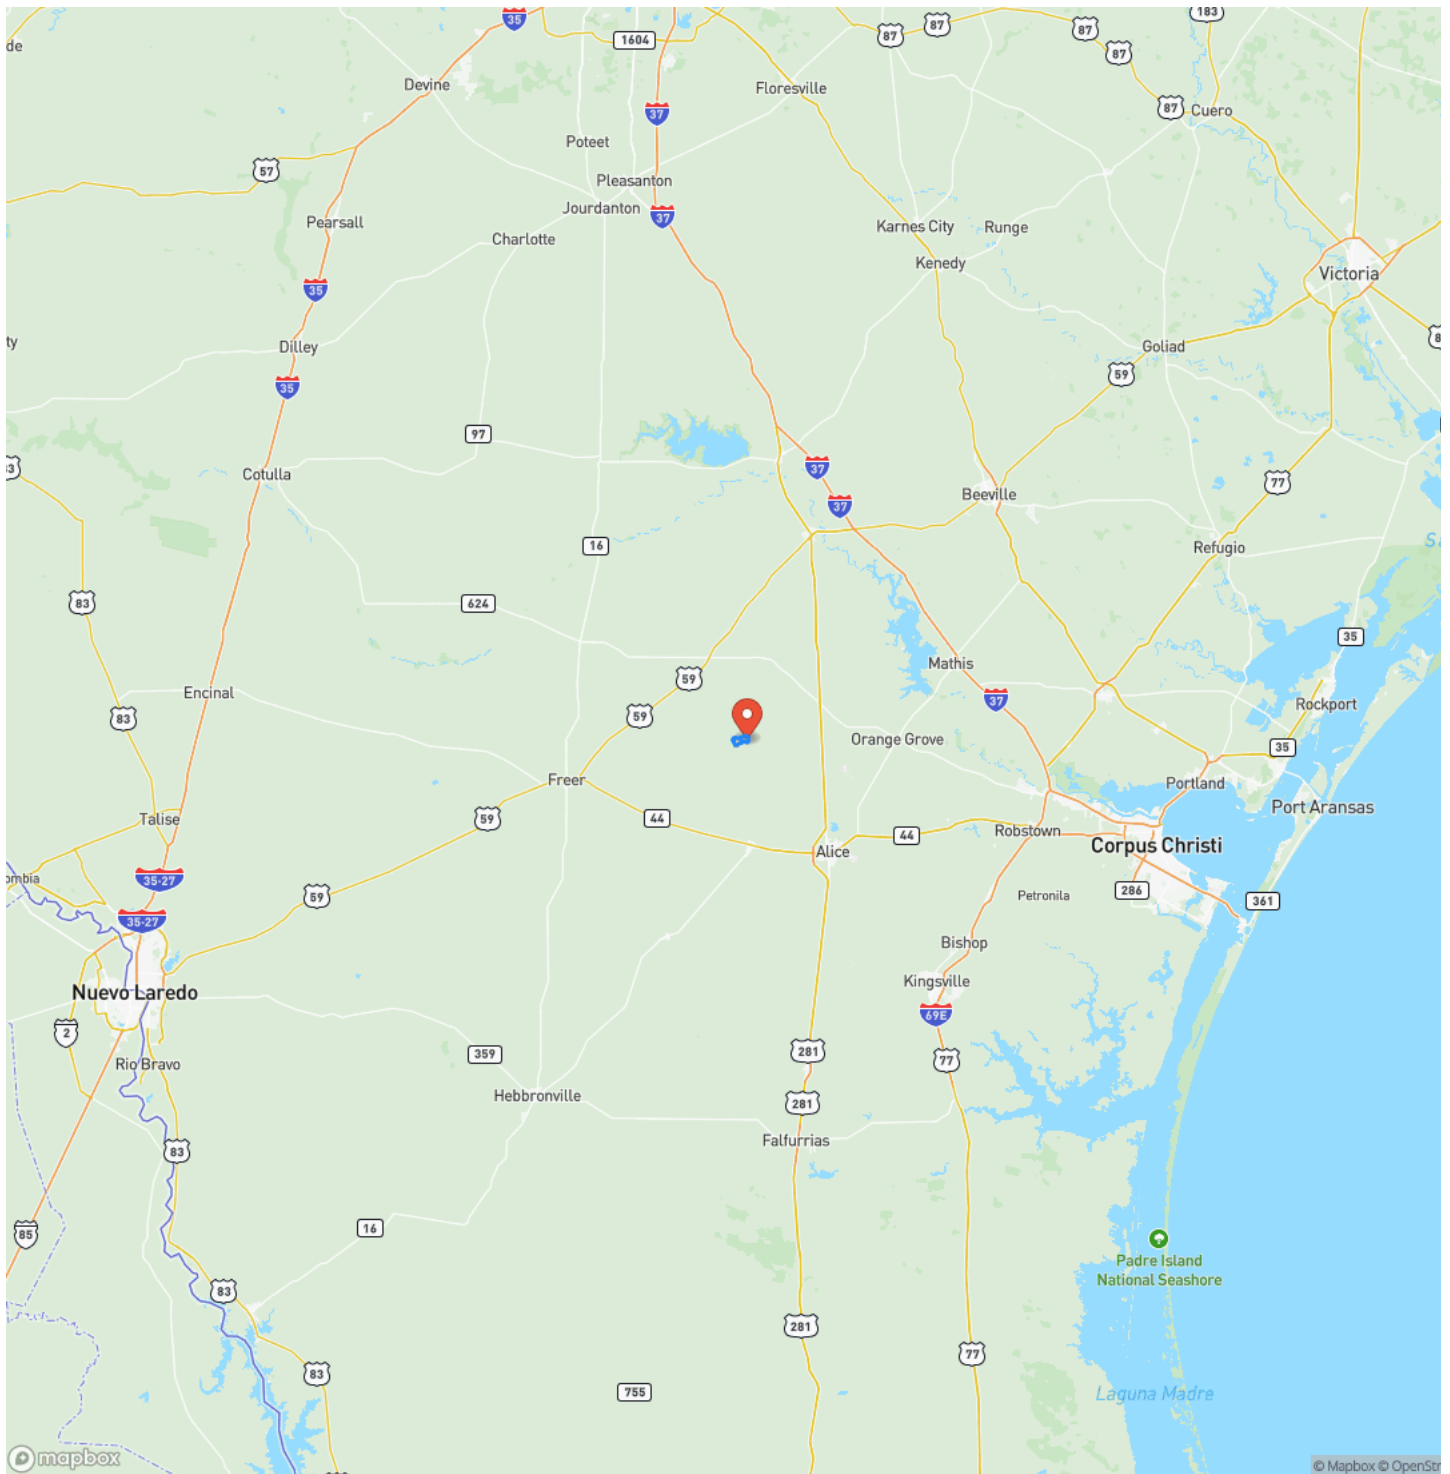 35
183
87
87
87
87
1604
de
Devine
Floresville
37
87
Cuero
Poteet
57
Pleasanton
Jourdanton
37
Pearsall
Charlotte
Karnes City
Runge
Kenedy
Victoria
35
ty
Dilley
Goliad
59
35
97
Cotulla
37
Beeville
77
37
16
Refugio
83
624
35
Mathis
59
Encinal
37
Rockport
83
59
Orange Grove
35
Freer
Portland
Port Aransas
Talise
59
44
44
Robstown
Alice
Corpus Christi
35-27
ombia
59
Petronila
286
361
35-27
Bishop
Kingsville
Nuevo Laredo
69E
2
281
359
77
Rio Bravo
Hebbronville
281
Falfurrias
83
16
85
Padre Island
National Seashore
83
281
77
83
755
Laguna Madre
mapbox
© Mapbox © OpenStr